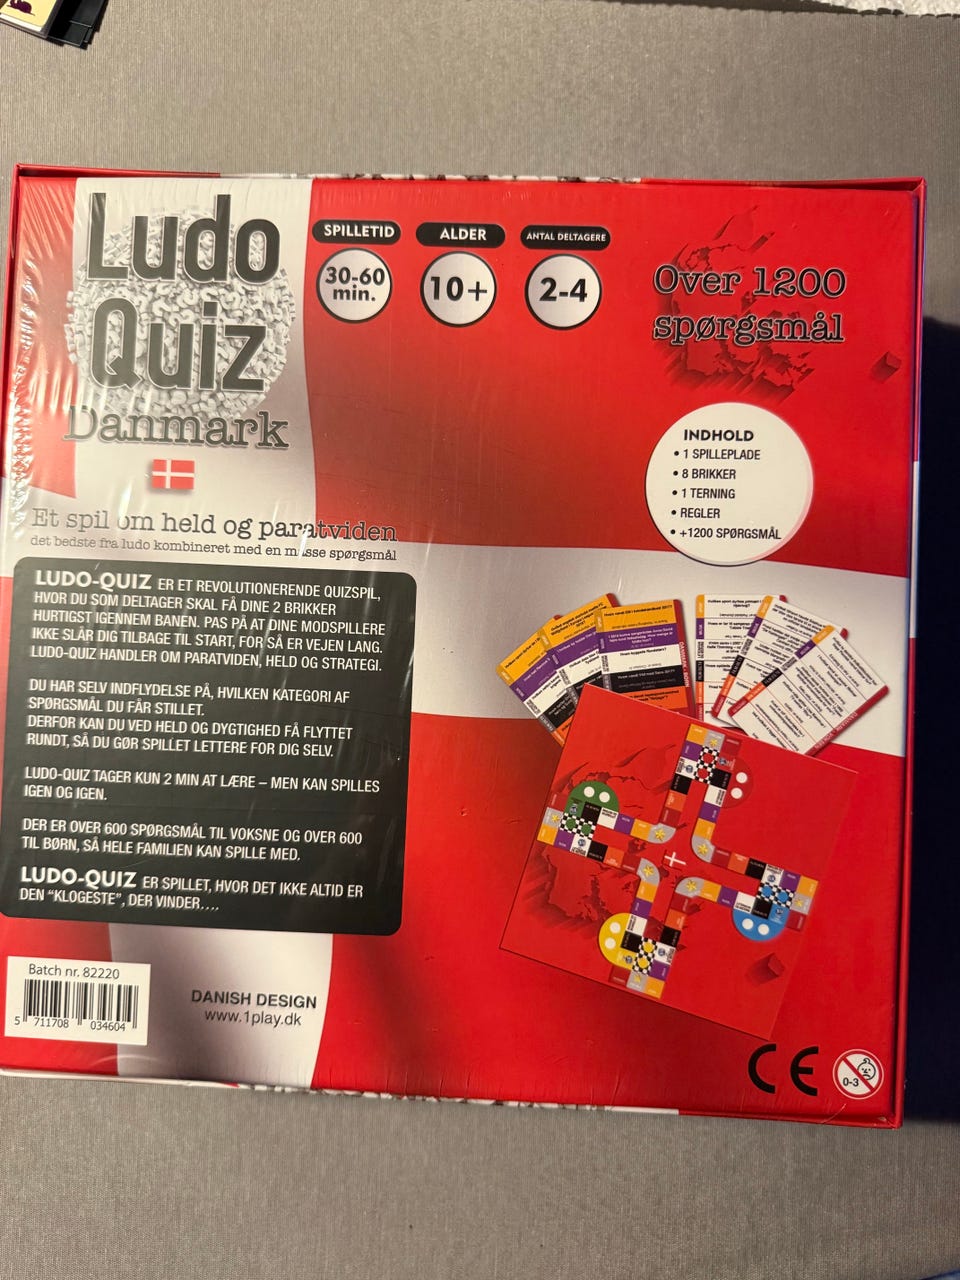 Ludo
Quiz
Danmark
SPILLETID
30-60
min.
ALDER
10+
ANTAL DELTAGERE
2-4
Over 1200
spørgsmål
INDHOLD
• 1 SPILLEPLADE
• 8 BRIKKER
• 1 TERNING
• REGLER
• +1200 SPØRGSMÅL
Et spil om held og paratviden
det bedste fra ludo kombineret med en masse spørgsmål
LUDO-QUIZ ER ET REVOLUTIONERENDE QUIZSPIL,
HVOR DU SOM DELTAGER SKAL FÅ DINE 2 BRIKKER
HURTIGST IGENNEM BANEN. PAS PÅ AT DINE MODSPILLERE
IKKE SLÅR DIG TILBAGE TIL START, FOR SÅ ER VEJEN LANG.
LUDO-QUIZ HANDLER OM PARATVIDEN, HELD OG STRATEGI.
DU HAR SELV INDFLYDELSE PÅ, HVILKEN KATEGORI AF
SPØRGSMÅL DU FÅR STILLET.
DERFOR KAN DU VED HELD OG DYGTIGHED FÅ FLYTTET
RUNDT, SÅ DU GØR SPILLET LETTERE FOR DIG SELV.
LUDO-QUIZ TAGER KUN 2 MIN AT LÆRE – MEN KAN SPILLES
IGEN OG IGEN.
DER ER OVER 600 SPØRGSMÅL TIL VOKSNE OG OVER 600
TIL BØRN, SÅ HELE FAMILIEN KAN SPILLE MED.
LUDO-QUIZ ER SPILLET, HVOR DET IKKE ALTID ER
DEN "KLOGESTE", DER VINDER....
Batch nr. 82220
5 711708 034604
DANISH DESIGN
www.1play.dk
CE
0-3